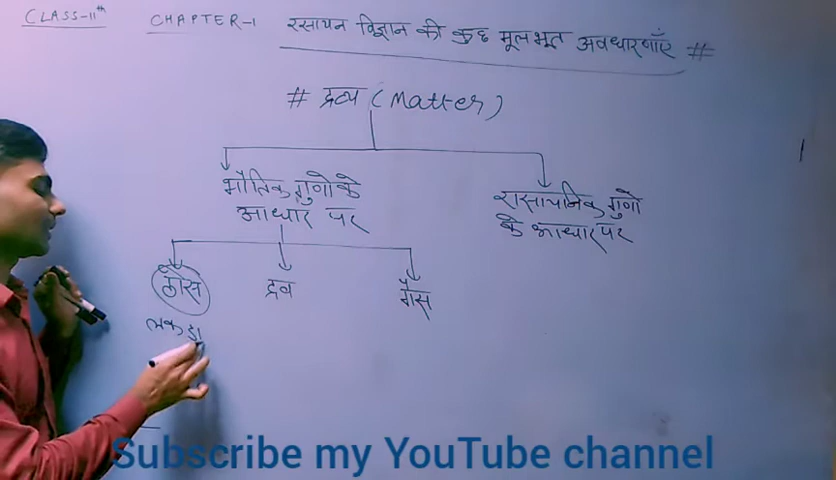 CLASS-11th CHAPTER-1 रसायन विज्ञान की कुछ मूलभूत अवधारणाएँ #
# द्रव्य (Matter)
भौतिक गुणो के
आधार पर
रासायनिक गुणों
के आधार पर
ठोस द्रव गैस
लकड़ा
Subscribe my YouTube channel